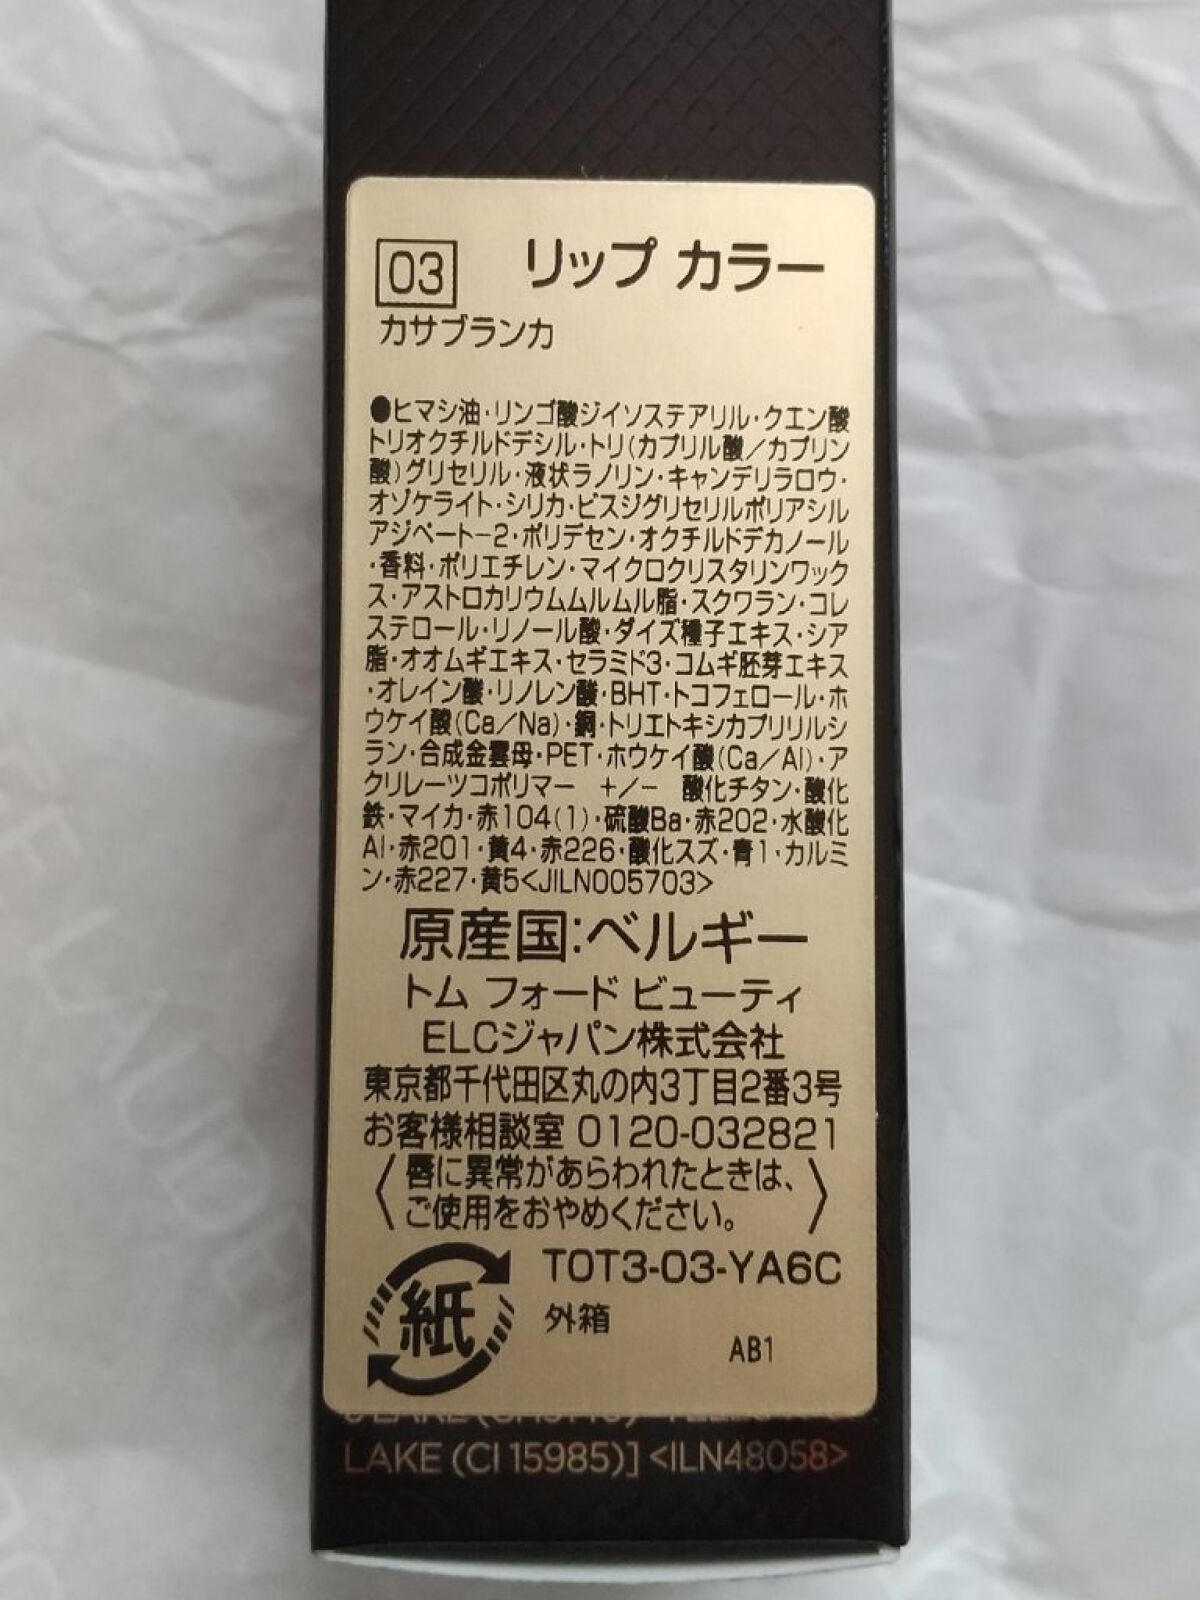 03 リップ カラー
カサブランカ
●ヒマシ油・リンゴ酸ジイソステアリル・クエン酸
トリオクチルドデシル・トリ(カプリル酸／カプリン
酸)グリセリル・液状ラノリン・キャンデリラロウ・
オゾケライト・シリカ・ビスジグリセリルポリアシル
アジペート-2・ポリデセン・オクチルドデカノール
・香料・ポリエチレン・マイクロクリスタリンワック
ス・アストロカリウムムルムル脂・スクワラン・コレ
ステロール・リノール酸・ダイズ種子エキス・シア
脂・オオムギエキス・セラミド3・コムギ胚芽エキス
・オレイン酸・リノレン酸・BHT・トコフェロール・ホ
ウケイ酸(Ca／Na)・銅・トリエトキシカプリリルシ
ラン・合成金雲母・PET・ホウケイ酸(Ca／Al)・ア
クリレーツコポリマー +／− 酸化チタン・酸化
鉄・マイカ・赤104(1)・硫酸Ba・赤202・水酸化
Al・赤201・黄4・赤226・酸化スズ・青1・カルミ
ン・赤227・黄5<JILN005703>
原産国:ベルギー
トム フォード ビューティ
ELCジャパン株式会社
東京都千代田区丸の内3丁目2番3号
お客様相談室 0120-032821
〈唇に異常があらわれたときは、
ご使用をおやめください。〉
紙 T0T3-03-YA6C
外箱
AB1
LAKE (CI 15985)] <ILN48058>